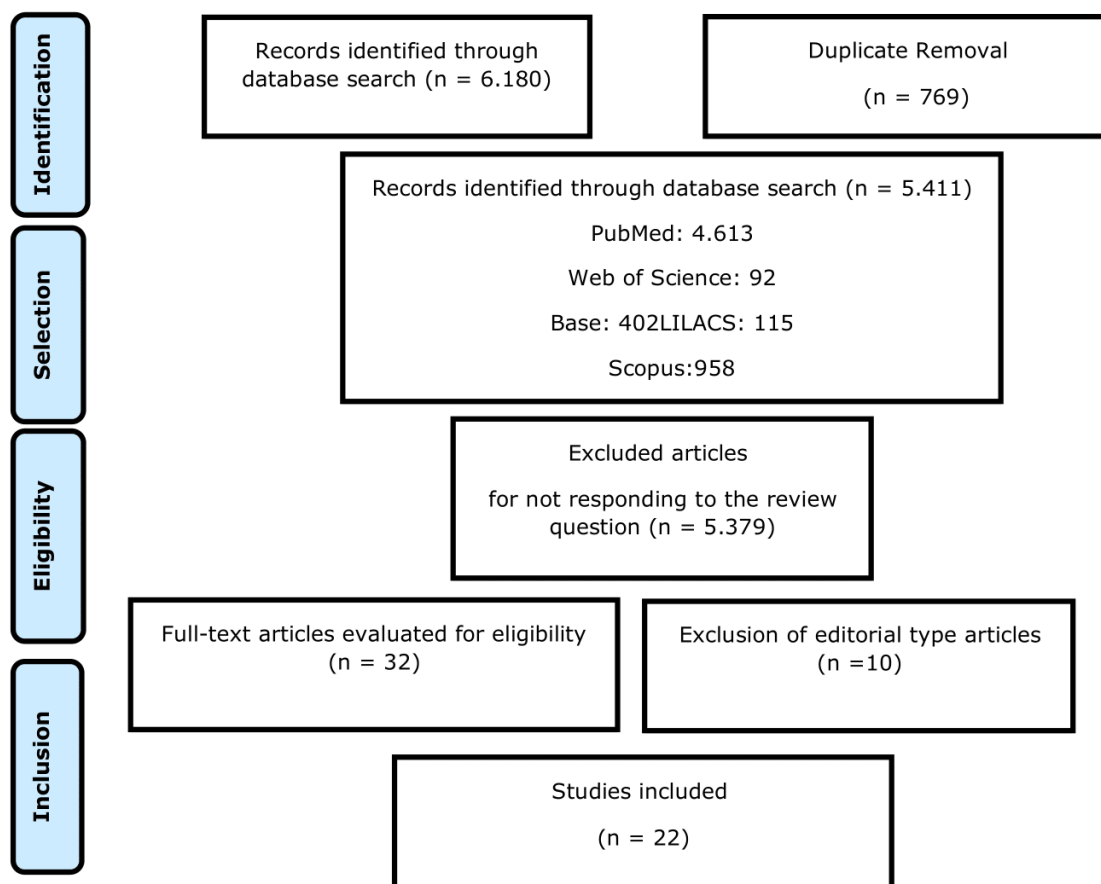 Identification
Records identified through
database search (n = 6.180)
Duplicate Removal
(n = 769)
Selection
Records identified through database search (n = 5.411)
PubMed: 4.613
Web of Science: 92
Base: 402LILACS: 115
Scopus:958
Eligibility
Excluded articles
for not responding to the review
question (n = 5.379)
Full-text articles evaluated for eligibility
(n = 32)
Exclusion of editorial type articles
(n =10)
Inclusion
Studies included
(n = 22)